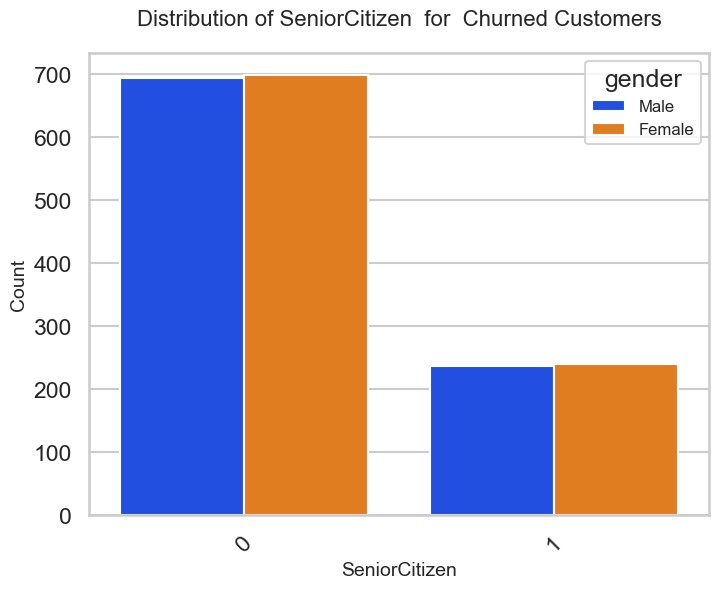 Distribution of SeniorCitizen  for  Churned Customers
gender
Male
Female
Count
700
600
500
400
300
200
100
0
0
1
SeniorCitizen